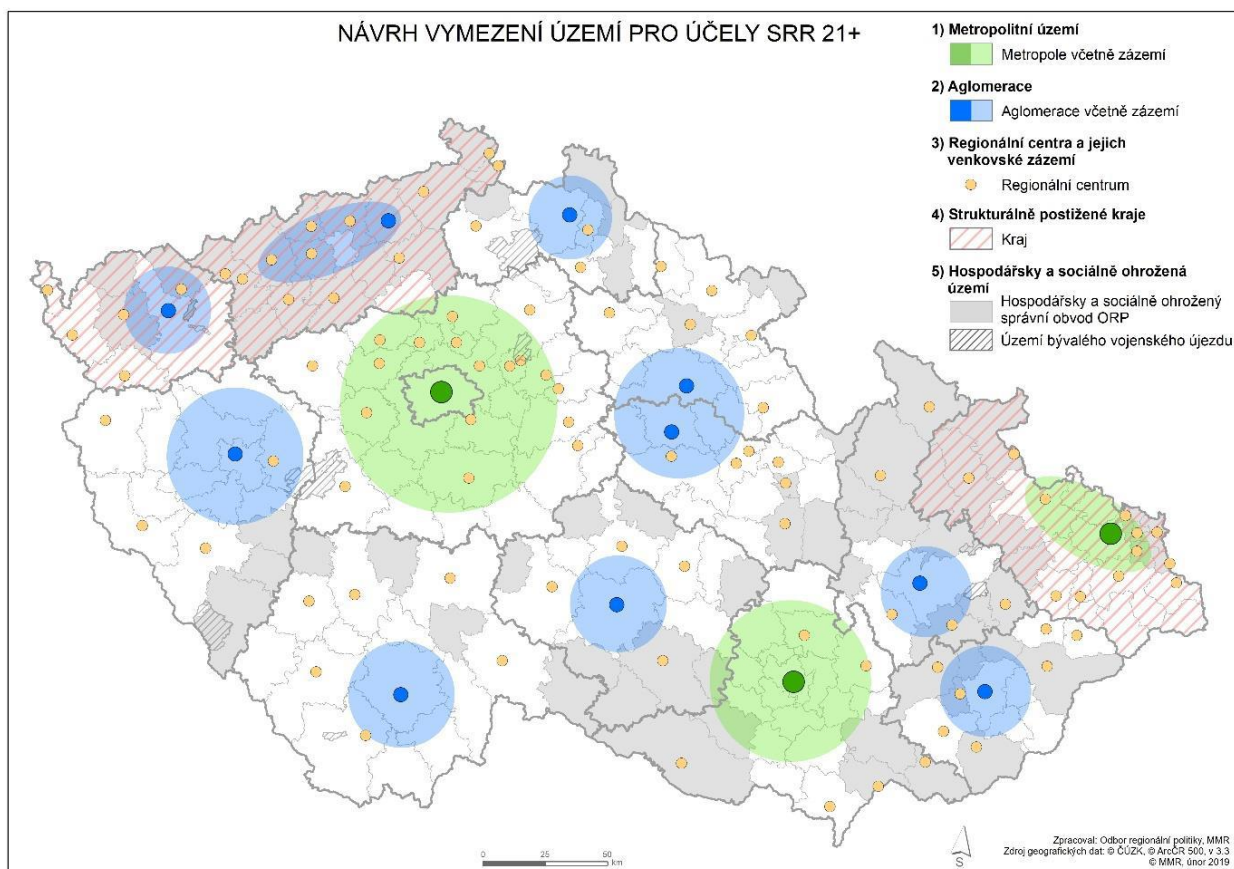 NÁVRH VYMEZENÍ ÚZEMÍ PRO ÚČELY SRR 21+
1) Metropolitní území
Metropole včetně zázemí
2) Aglomerace
Aglomerace včetně zázemí
3) Regionální centra a jejich
venkovské zázemí
Regionální centrum
4) Strukturálně postižené kraje
Kraj
5) Hospodářsky a sociálně ohrožená
území
Hospodářsky a sociálně ohrožený
správní obvod ORP
Území bývalého vojenského újezdu
0 25 50
km
S
Zpracoval: Odbor regionální politiky, MMR
Zdroj geografických dat: © ČÚZK, © ArcČR 500, v 3.3
© MMR, únor 2019